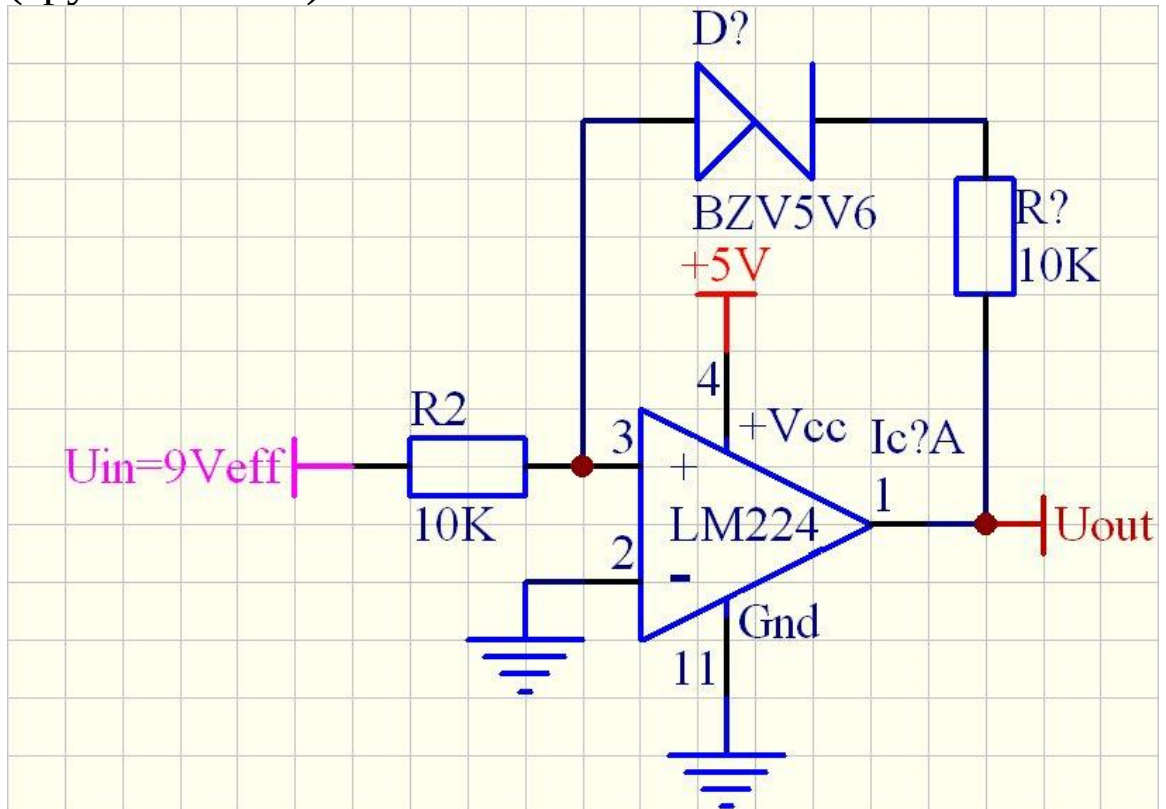 D?
BZV5V6
R?
10K
+5V
4
+Vcc
R2
10K
Uin=9Veff
3
+
Ic?A
1
LM224
Uout
2
-
Gnd
11